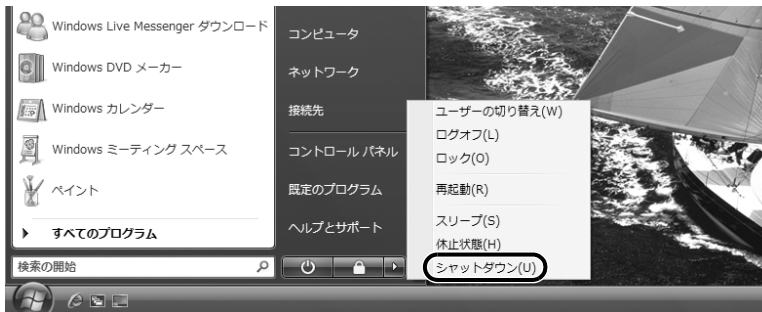 Windows Live Messenger ダウンロード
Windows DVD メーカー
Windows カレンダー
Windows ミーティング スペース
ペイント
すべてのプログラム
検索の開始
コンピュータ
ネットワーク
接続先
コントロール パネル
既定のプログラム
ヘルプとサポート
ユーザーの切り替え(W)
ログオフ(L)
ロック(O)
再起動(R)
スリープ(S)
休止状態(H)
シャットダウン(U)